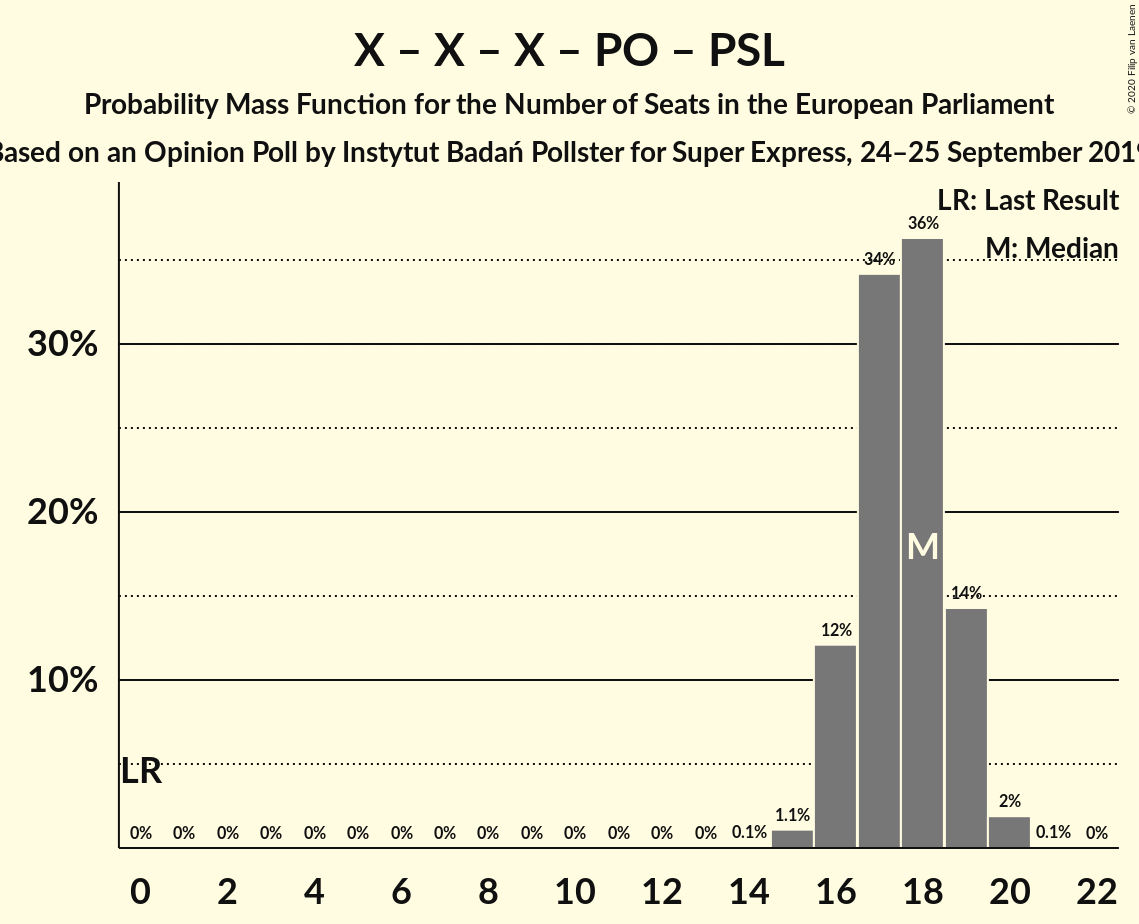 X – X – X – PO – PSL
Probability Mass Function for the Number of Seats in the European Parliament
Based on an Opinion Poll by Instytut Badań Pollster for Super Express, 24–25 September 2019
© 2020 Filip van Laenen
LR: Last Result
M: Median
30%
20%
10%
LR
M
0% 0% 0% 0% 0% 0% 0% 0% 0% 0% 0% 0% 0% 0% 0.1% 1.1% 12% 34% 36% 14% 2% 0.1% 0%
0 2 4 6 8 10 12 14 16 18 20 22